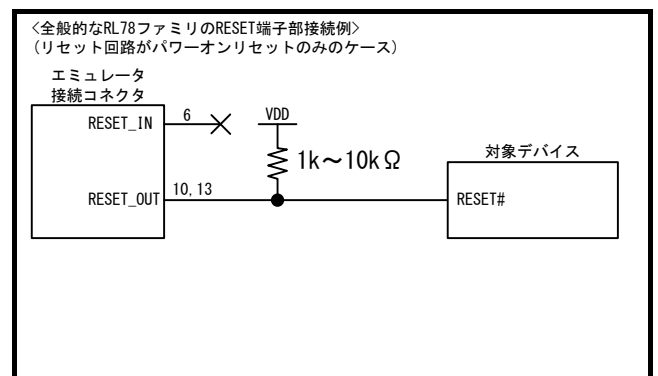 <全般的なRL78ファミリのRESET端子部接続例>
(リセット回路がパワーオンリセットのみのケース)
エミュレータ
接続コネクタ
RESET_IN
6
VDD
1k～10kΩ
対象デバイス
RESET_OUT
10, 13
RESET#